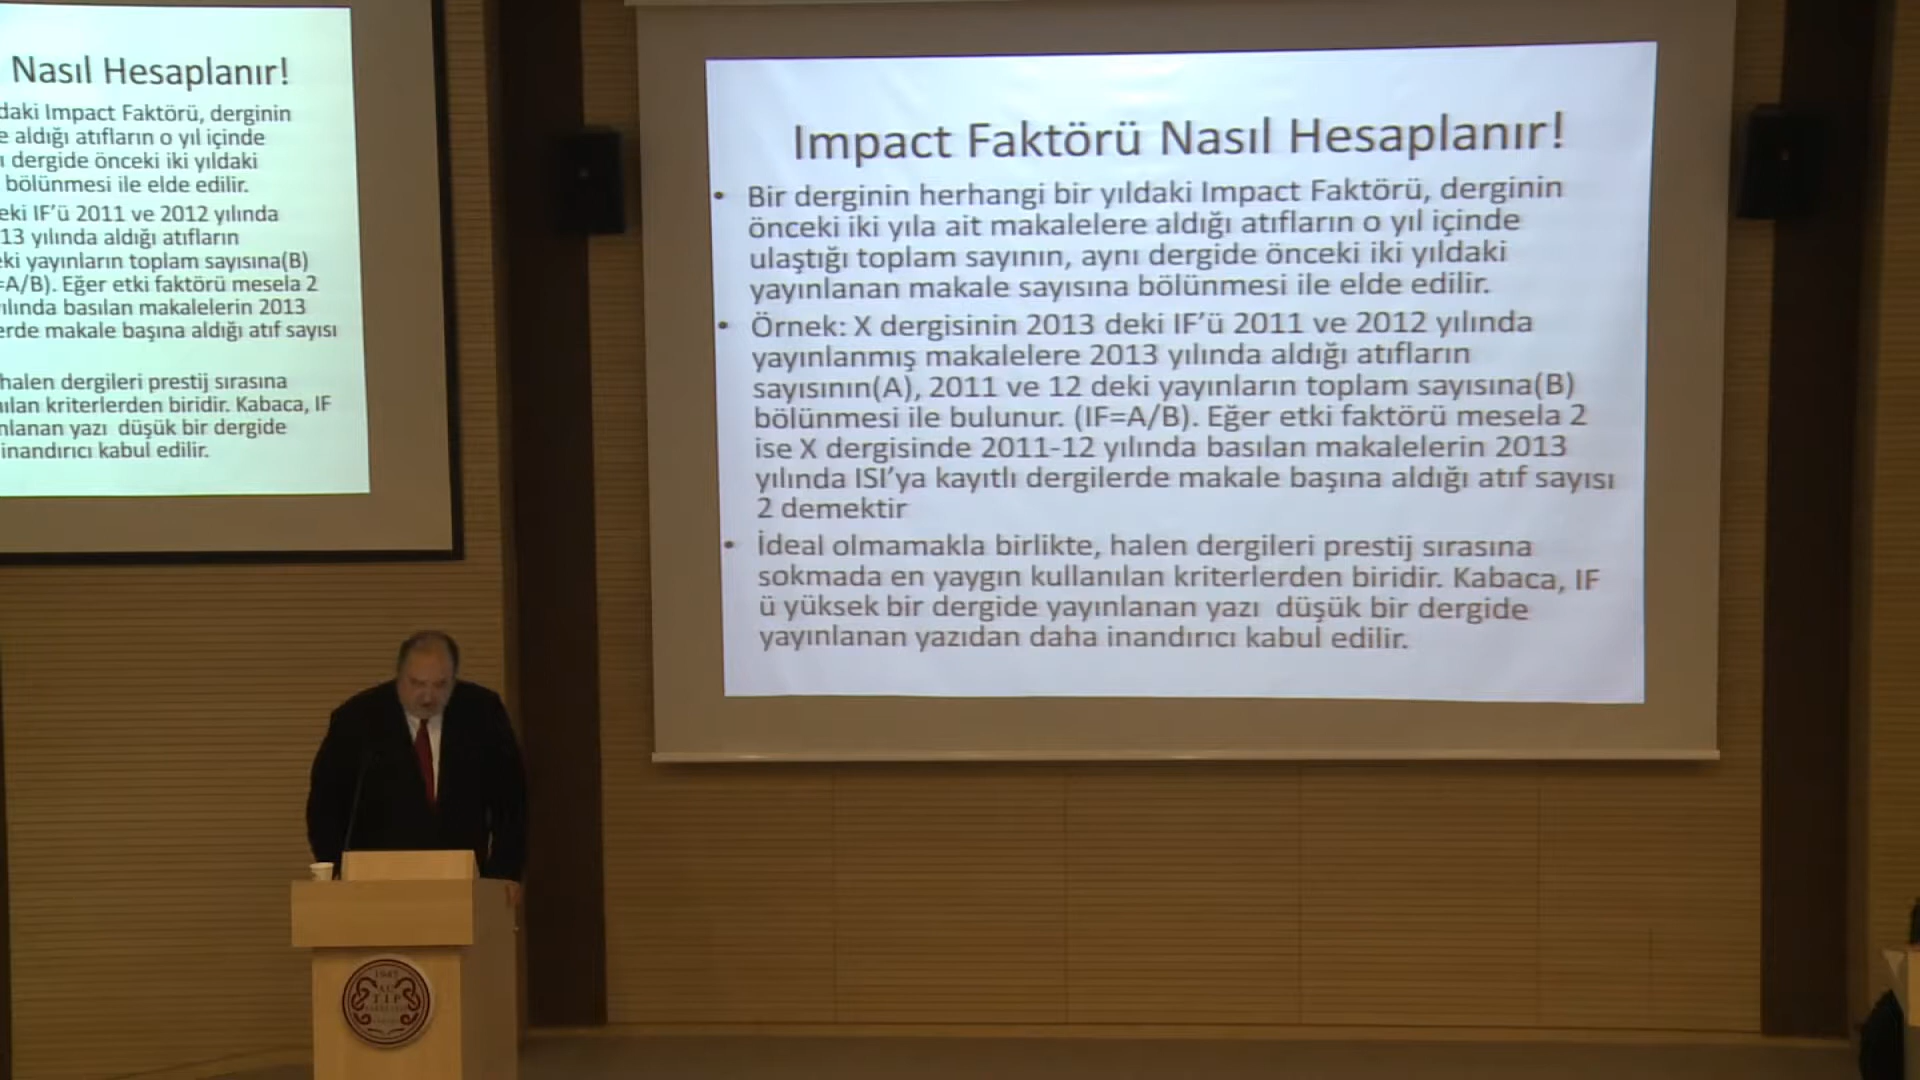 Nasıl Hesaplanır!
daki Impact Faktörü, derginin
e aldığı atıfların o yıl içinde
ı dergide önceki iki yıldaki
bölünmesi ile elde edilir.
eki IF’ü 2011 ve 2012 yılında
13 yılında aldığı atıfların
ki yayınların toplam sayısına(B)
=A/B). Eğer etki faktörü mesela 2
ılında basılan makalelerin 2013
erde makale başına aldığı atıf sayısı
halen dergileri prestij sırasına
ılan kriterlerden biridir. Kabaca, IF
nlanan yazı düşük bir dergide
inandırıcı kabul edilir.
Impact Faktörü Nasıl Hesaplanır!
• Bir derginin herhangi bir yıldaki Impact Faktörü, derginin
önceki iki yıla ait makalelere aldığı atıfların o yıl içinde
ulaştığı toplam sayının, aynı dergide önceki iki yıldaki
yayınlanan makale sayısına bölünmesi ile elde edilir.
• Örnek: X dergisinin 2013 deki IF’ü 2011 ve 2012 yılında
yayınlanmış makalelere 2013 yılında aldığı atıfların
sayısının(A), 2011 ve 12 deki yayınların toplam sayısına(B)
bölünmesi ile bulunur. (IF=A/B). Eğer etki faktörü mesela 2
ise X dergisinde 2011-12 yılında basılan makalelerin 2013
yılında ISI’ya kayıtlı dergilerde makale başına aldığı atıf sayısı
2 demektir
• İdeal olmamakla birlikte, halen dergileri prestij sırasına
sokmada en yaygın kullanılan kriterlerden biridir. Kabaca, IF
ü yüksek bir dergide yayınlanan yazı düşük bir dergide
yayınlanan yazıdan daha inandırıcı kabul edilir.
TIP